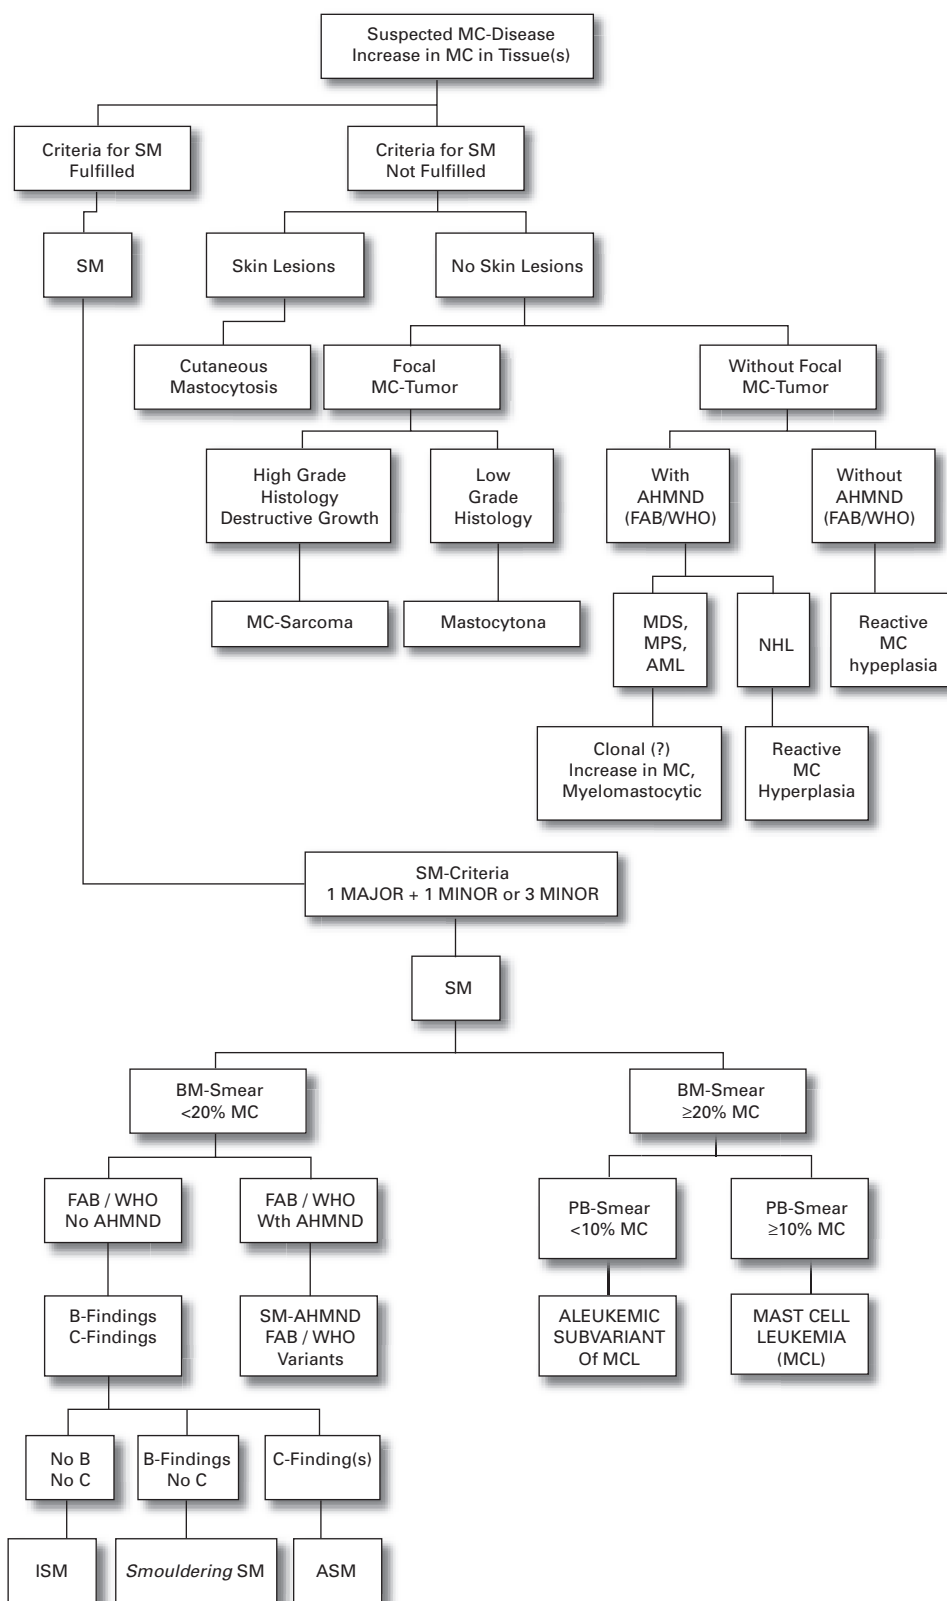 Suspected MC-Disease
Increase in MC in Tissue(s)
Criteria for SM
Fulfilled
Criteria for SM
Not Fulfilled
SM
Skin Lesions
No Skin Lesions
Cutaneous
Mastocytosis
Focal
MC-Tumor
Without Focal
MC-Tumor
High Grade
Histology
Destructive Growth
Low
Grade
Histology
With
AHMND
(FAB/WHO)
Without
AHMND
(FAB/WHO)
MC-Sarcoma
Mastocytona
MDS,
MPS,
AML
NHL
Reactive
MC
hypeplasia
Clonal (?)
Increase in MC,
Myelomastocytic
Reactive
MC
Hyperplasia
SM-Criteria
1 MAJOR + 1 MINOR or 3 MINOR
SM
BM-Smear
<20% MC
BM-Smear
≥20% MC
FAB / WHO
No AHMND
FAB / WHO
Wth AHMND
PB-Smear
<10% MC
PB-Smear
≥10% MC
B-Findings
C-Findings
SM-AHMND
FAB / WHO
Variants
ALEUKEMIC
SUBVARIANT
Of MCL
MAST CELL
LEUKEMIA
(MCL)
No B
No C
B-Findings
No C
C-Finding(s)
ISM
Smouldering SM
ASM